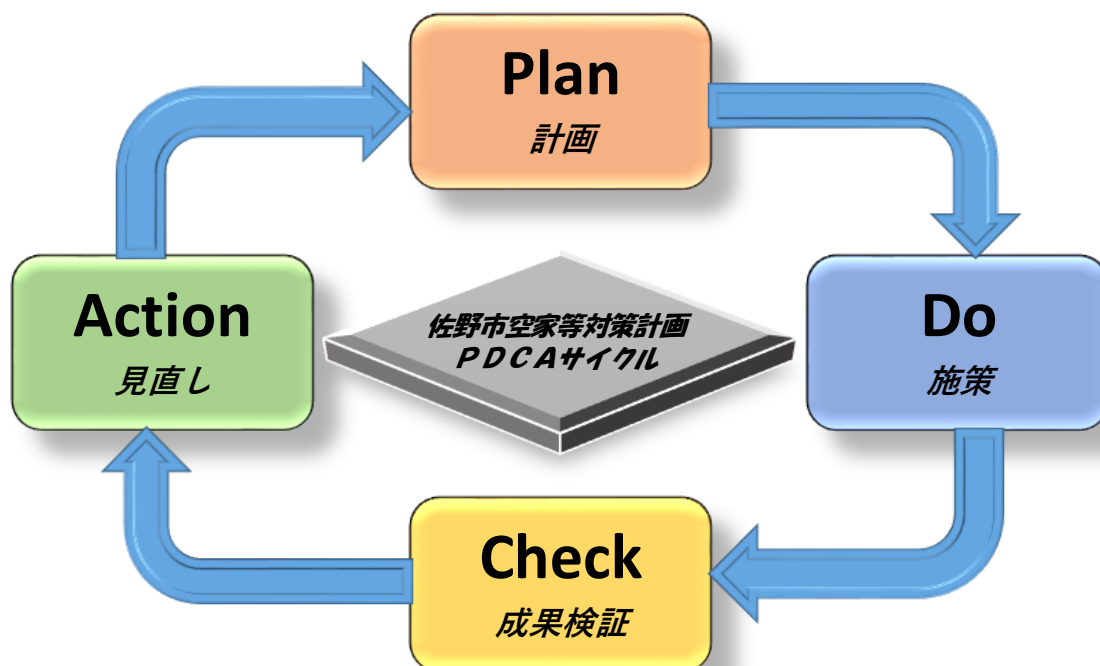 Plan
計画
Action
見直し
佐野市空家等対策計画
ＰＤＣＡサイクル
Do
施策
Check
成果検証